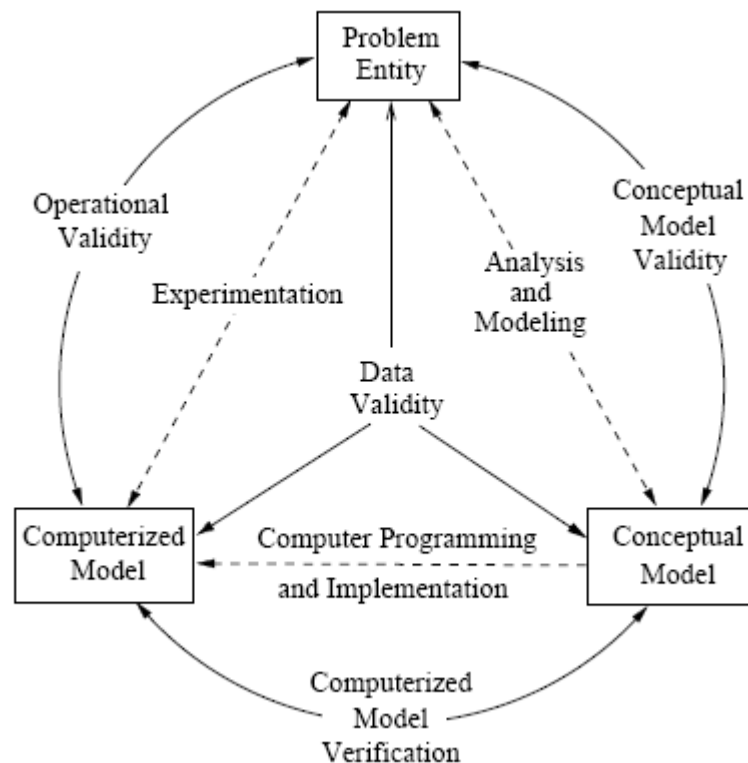 Problem
Entity
Operational
Validity
Conceptual
Model
Validity
Experimentation
Analysis
and
Modeling
Data
Validity
Computerized
Model
Computer Programming
and Implementation
Conceptual
Model
Computerized
Model
Verification